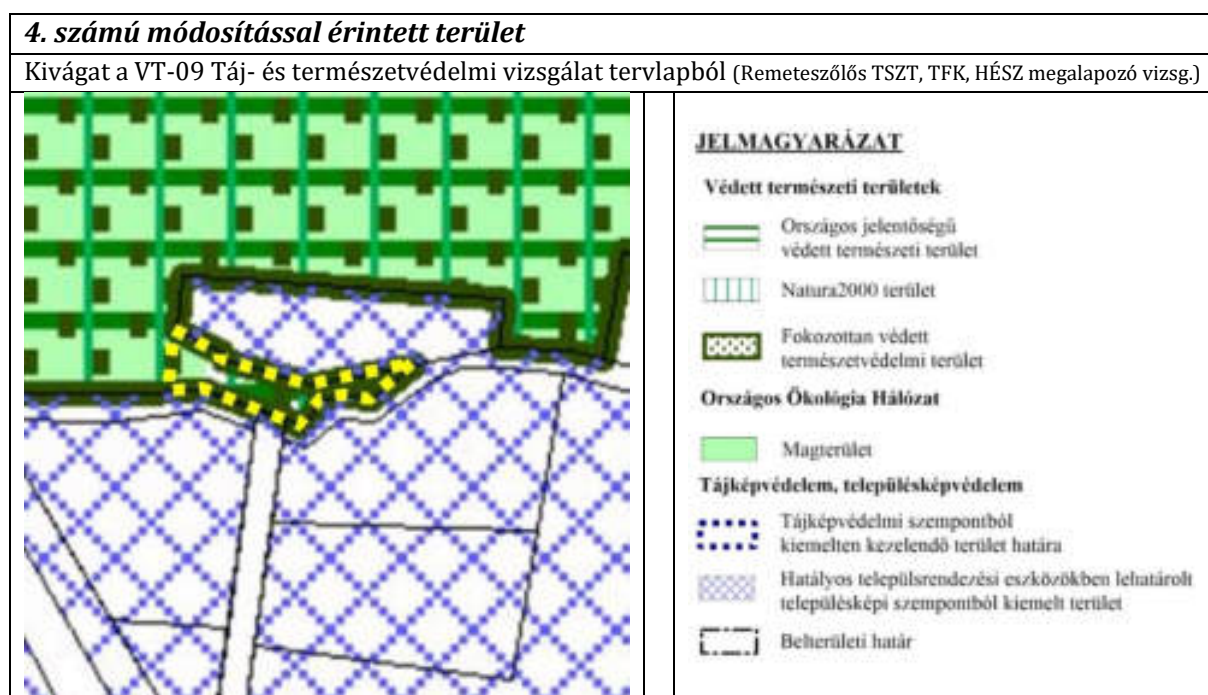 4. számú módosítással érintett terület
Kivágat a VT-09 Táj- és természetvédelmi vizsgálat tervlapból (Remeteszőlős TSZT, TFK, HÉSZ megalapozó vizsg.)
JELMAGYARÁZAT
Védett természeti területek
Országos jelentőségű
védett természeti terület
Natura2000 terület
Fokozottan védett
természetvédelmi terület
Országos Ökológia Hálózat
Magterület
Tájképvédelem, településképvédelem
Tájképvédelmi szempontból
kiemelten kezelendő terület határa
Hatályos településrendezési eszközökben lehatárolt
településképi szempontból kiemelt terület
Belterületi határ